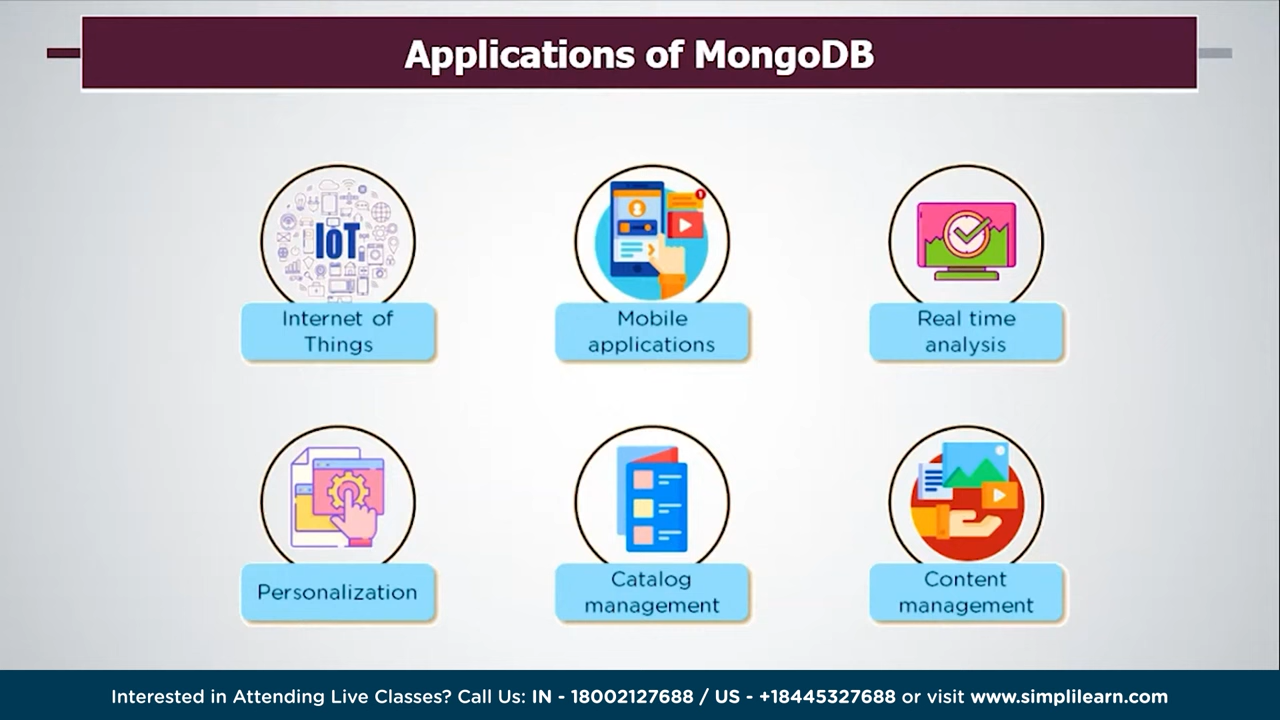 Applications of MongoDB
IoT
Internet of
Things
Mobile
applications
Real time
analysis
Personalization
Catalog
management
Content
management
Interested in Attending Live Classes? Call Us: IN - 18002127688 / US - +18445327688 or visit www.simplilearn.com